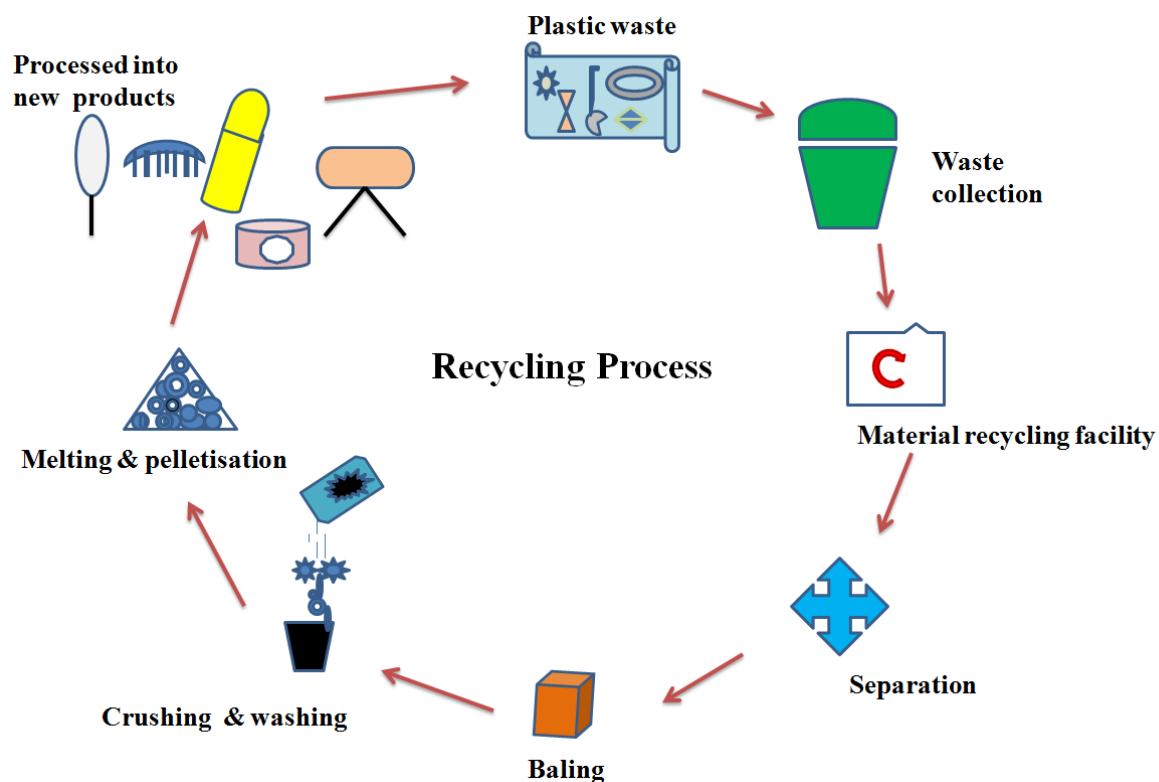 Plastic waste
Processed into
new products
Waste
collection
Recycling Process
Material recycling facility
Melting & pelletisation
Separation
Crushing & washing
Baling